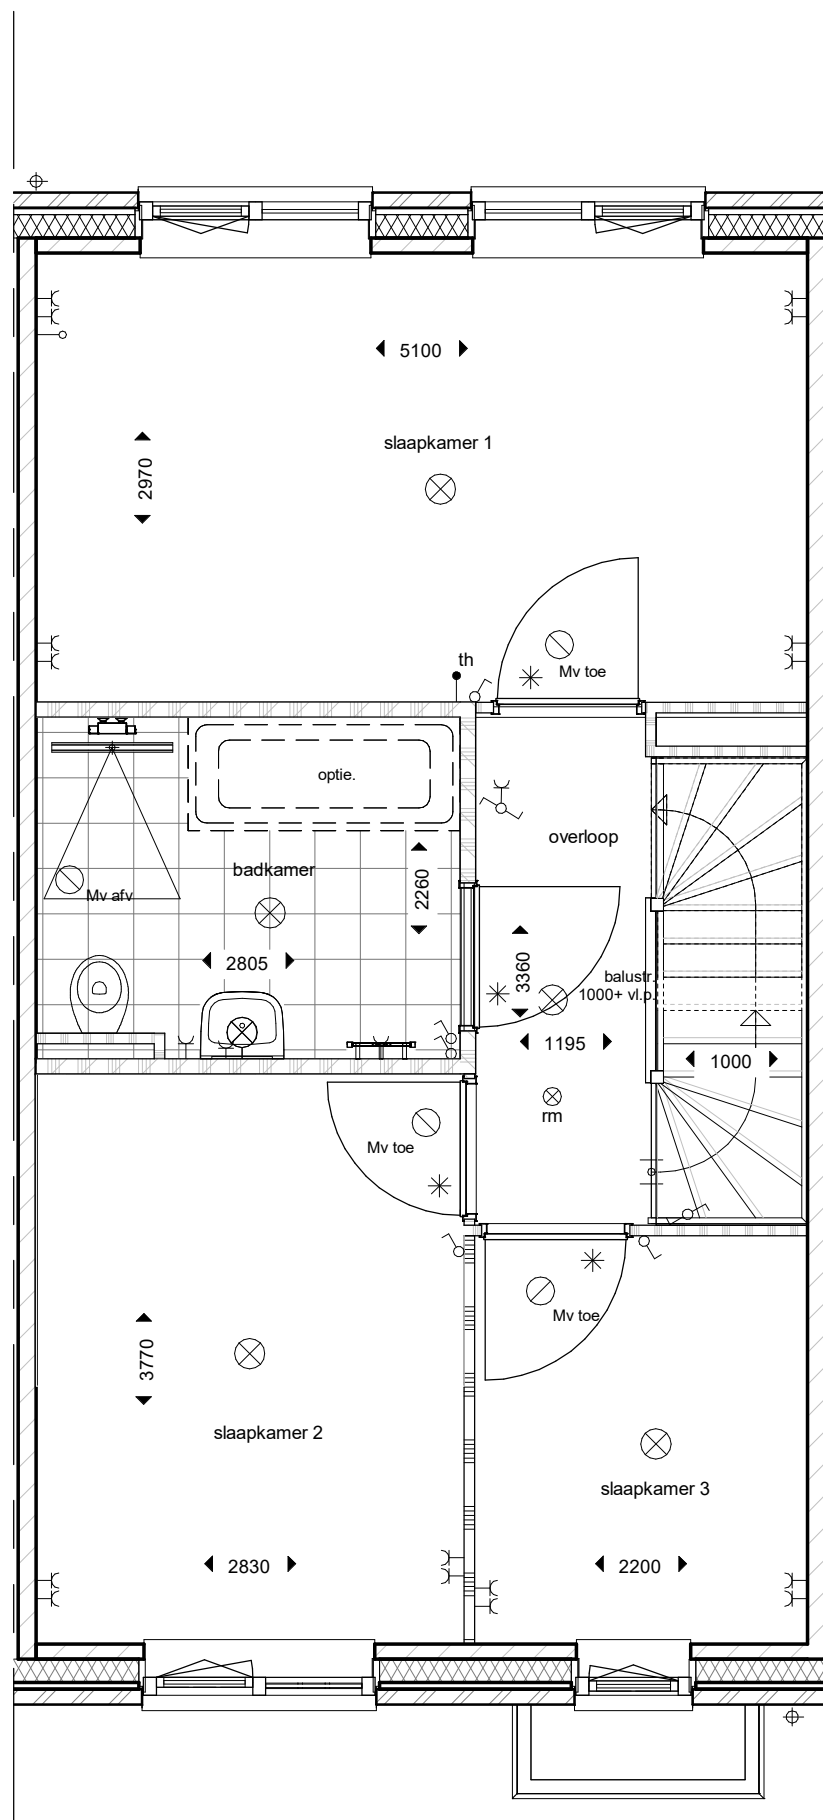 5100
slaapkamer 1
2970
th
Mv toe
optie.
overloop
badkamer
2260
Mv afv
2805
3360
balustr.
1000+ vl.p.
1195
1000
rm
Mv toe
Mv toe
3770
slaapkamer 2
slaapkamer 3
2830
2200